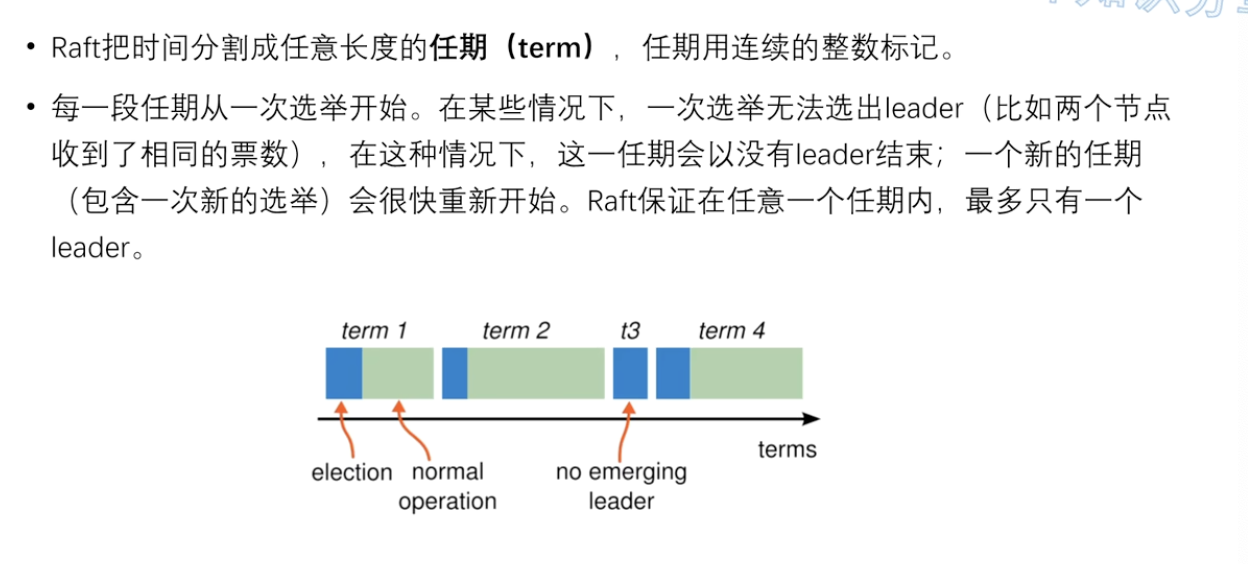 • Raft把时间分割成任意长度的任期（term），任期用连续的整数标记。
• 每一段任期从一次选举开始。在某些情况下，一次选举无法选出leader（比如两个节点
收到了相同的票数），在这种情况下，这一任期会以没有leader结束；一个新的任期
（包含一次新的选举）会很快重新开始。Raft保证在任意一个任期内，最多只有一个
leader。
term 1 term 2 t3 term 4
terms
election normal no emerging
operation leader